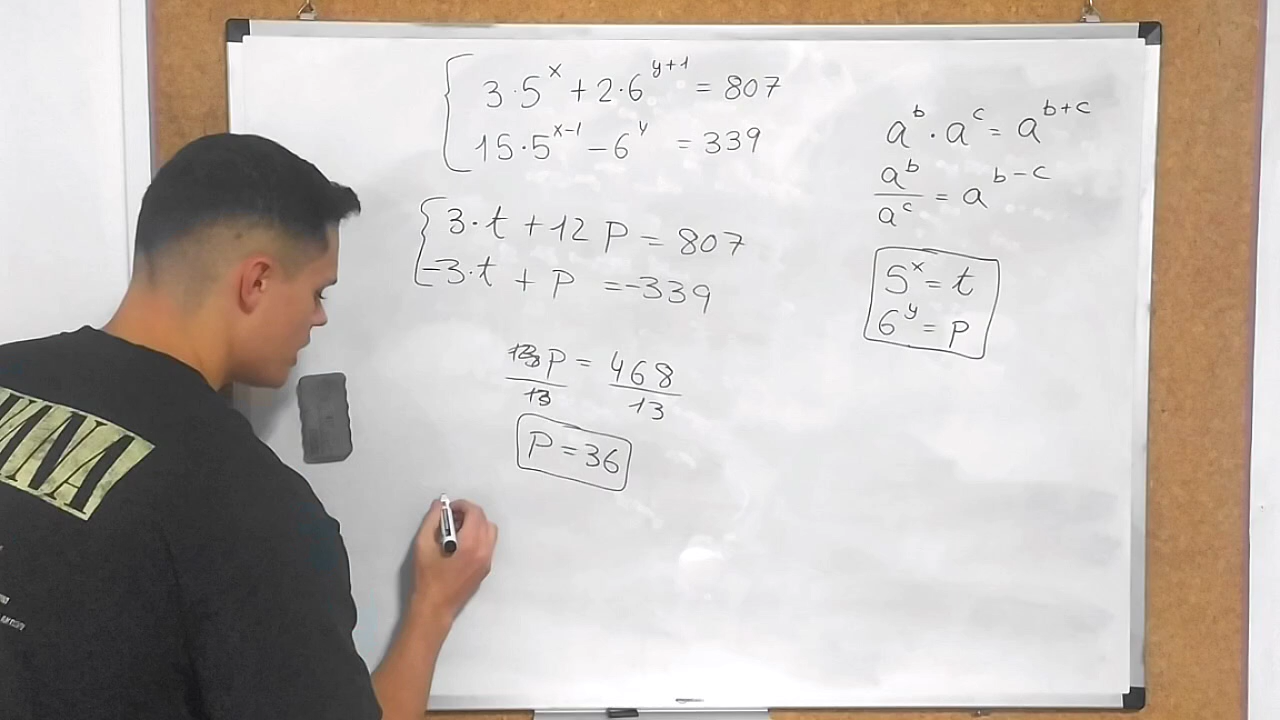 3·5^x + 2·6^(y+1) = 807
15·5^(x-1) - 6^y = 339
3·t + 12 P = 807
-3·t + P = -339
13P = 468
13 13
P = 36
a^b · a^c = a^(b+c)
a^b / a^c = a^(b-c)
5^x = t
6^y = P